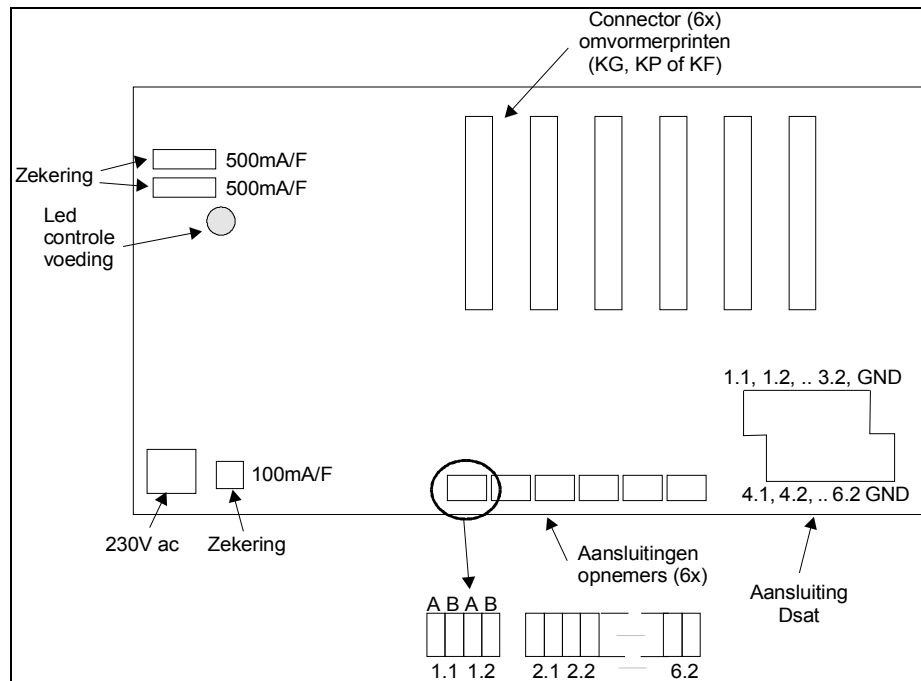 Connector (6x)
omvormerprinten
(KG, KP of KF)
Zekering
500mA/F
500mA/F
Led
controle
voeding
1.1, 1.2, .. 3.2, GND
100mA/F
4.1, 4.2, .. 6.2 GND
230V ac
Zekering
Aansluitingen
opnemers (6x)
Aansluiting
Dsat
A B A B
1.1 1.2
2.1 2.2
6.2